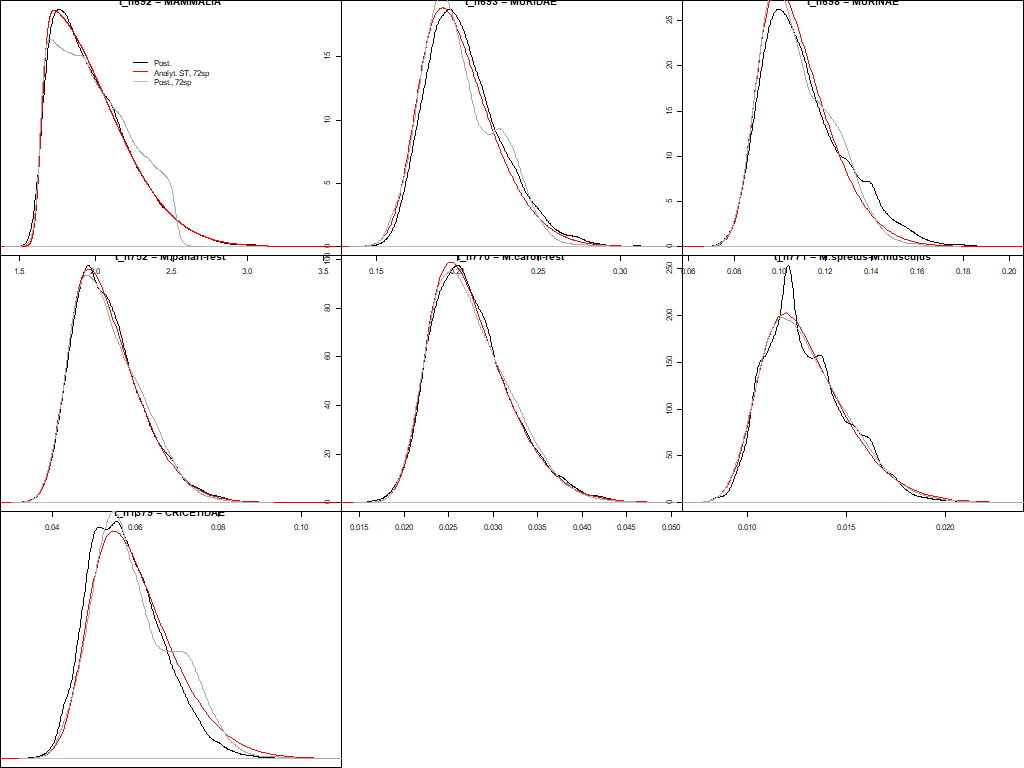 t_n692 – MAMMALIA
t_n693 – MURIDAE
t_n698 – MURINAE
Post.
Analyt. ST, 72sp
Post., 72sp
0 5 10 15
0 5 10 15 20 25
1.5 2.0 2.5 3.0 3.5
0.15 0.20 0.25 0.30
0.06 0.08 0.10 0.12 0.14 0.16 0.18 0.20
t_n752 – M.pahari-rest
t_n770 – M.caroli-rest
t_n771 – M.spretus-M.musculus
0 20 40 60 80 100
0 50 100 150 200 250
0.04 0.06 0.08 0.10
0.015 0.020 0.025 0.030 0.035 0.040 0.045 0.050
0.010 0.015 0.020
– CRICETIDAE